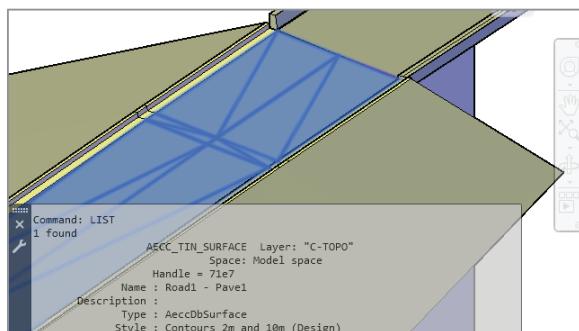 Command: LIST
1 found
AECC_TIN_SURFACE Layer: "C-TOPO"
Space: Model space
Handle = 71e7
Name : Road1 - Pave1
Description :
Type : AeccDbSurface
Style : Contours 2m and 10m (Design)